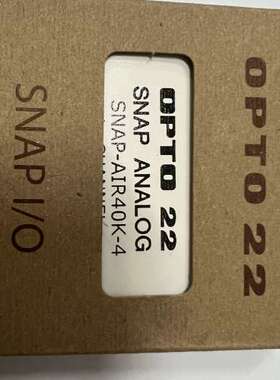 OPTO 22
SNAP ANALOG
SNAP-AIR40K-4
OPTO 22
SNAP I/O